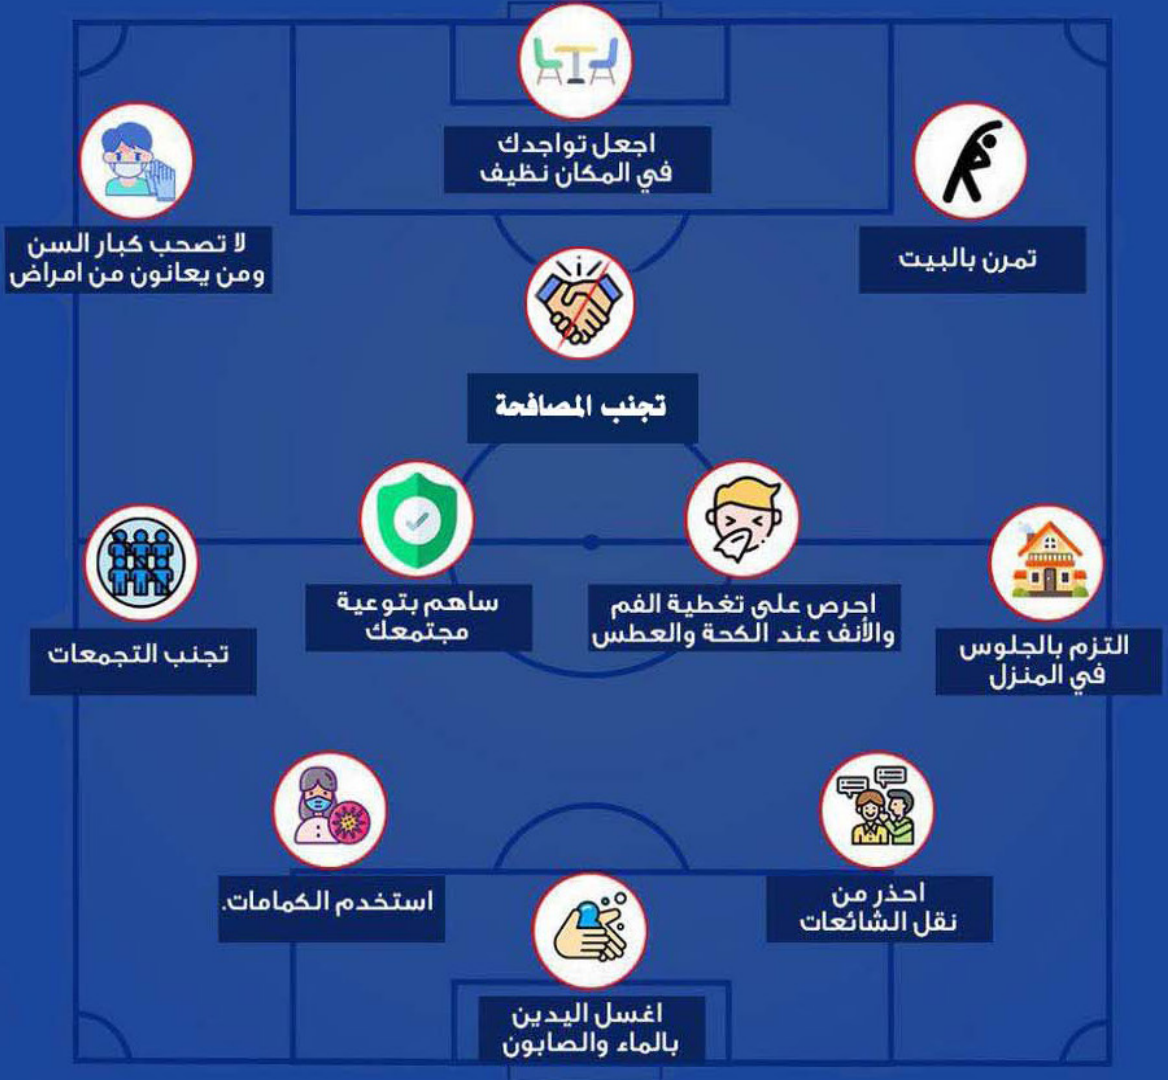 اجعل تواجدك
في المكان نظيف
تمرن بالبيت
لا تصحب كبار السن
ومن يعانون من امراض
تجنب المصافحة
احرص على تغطية الفم
والأنف عند الكحة والعطس
ساهم بتوعية
مجتمعك
التزم بالجلوس
في المنزل
تجنب التجمعات
احذر من
نقل الشائعات
استخدم الكمامات.
اغسل اليدين
بالماء والصابون